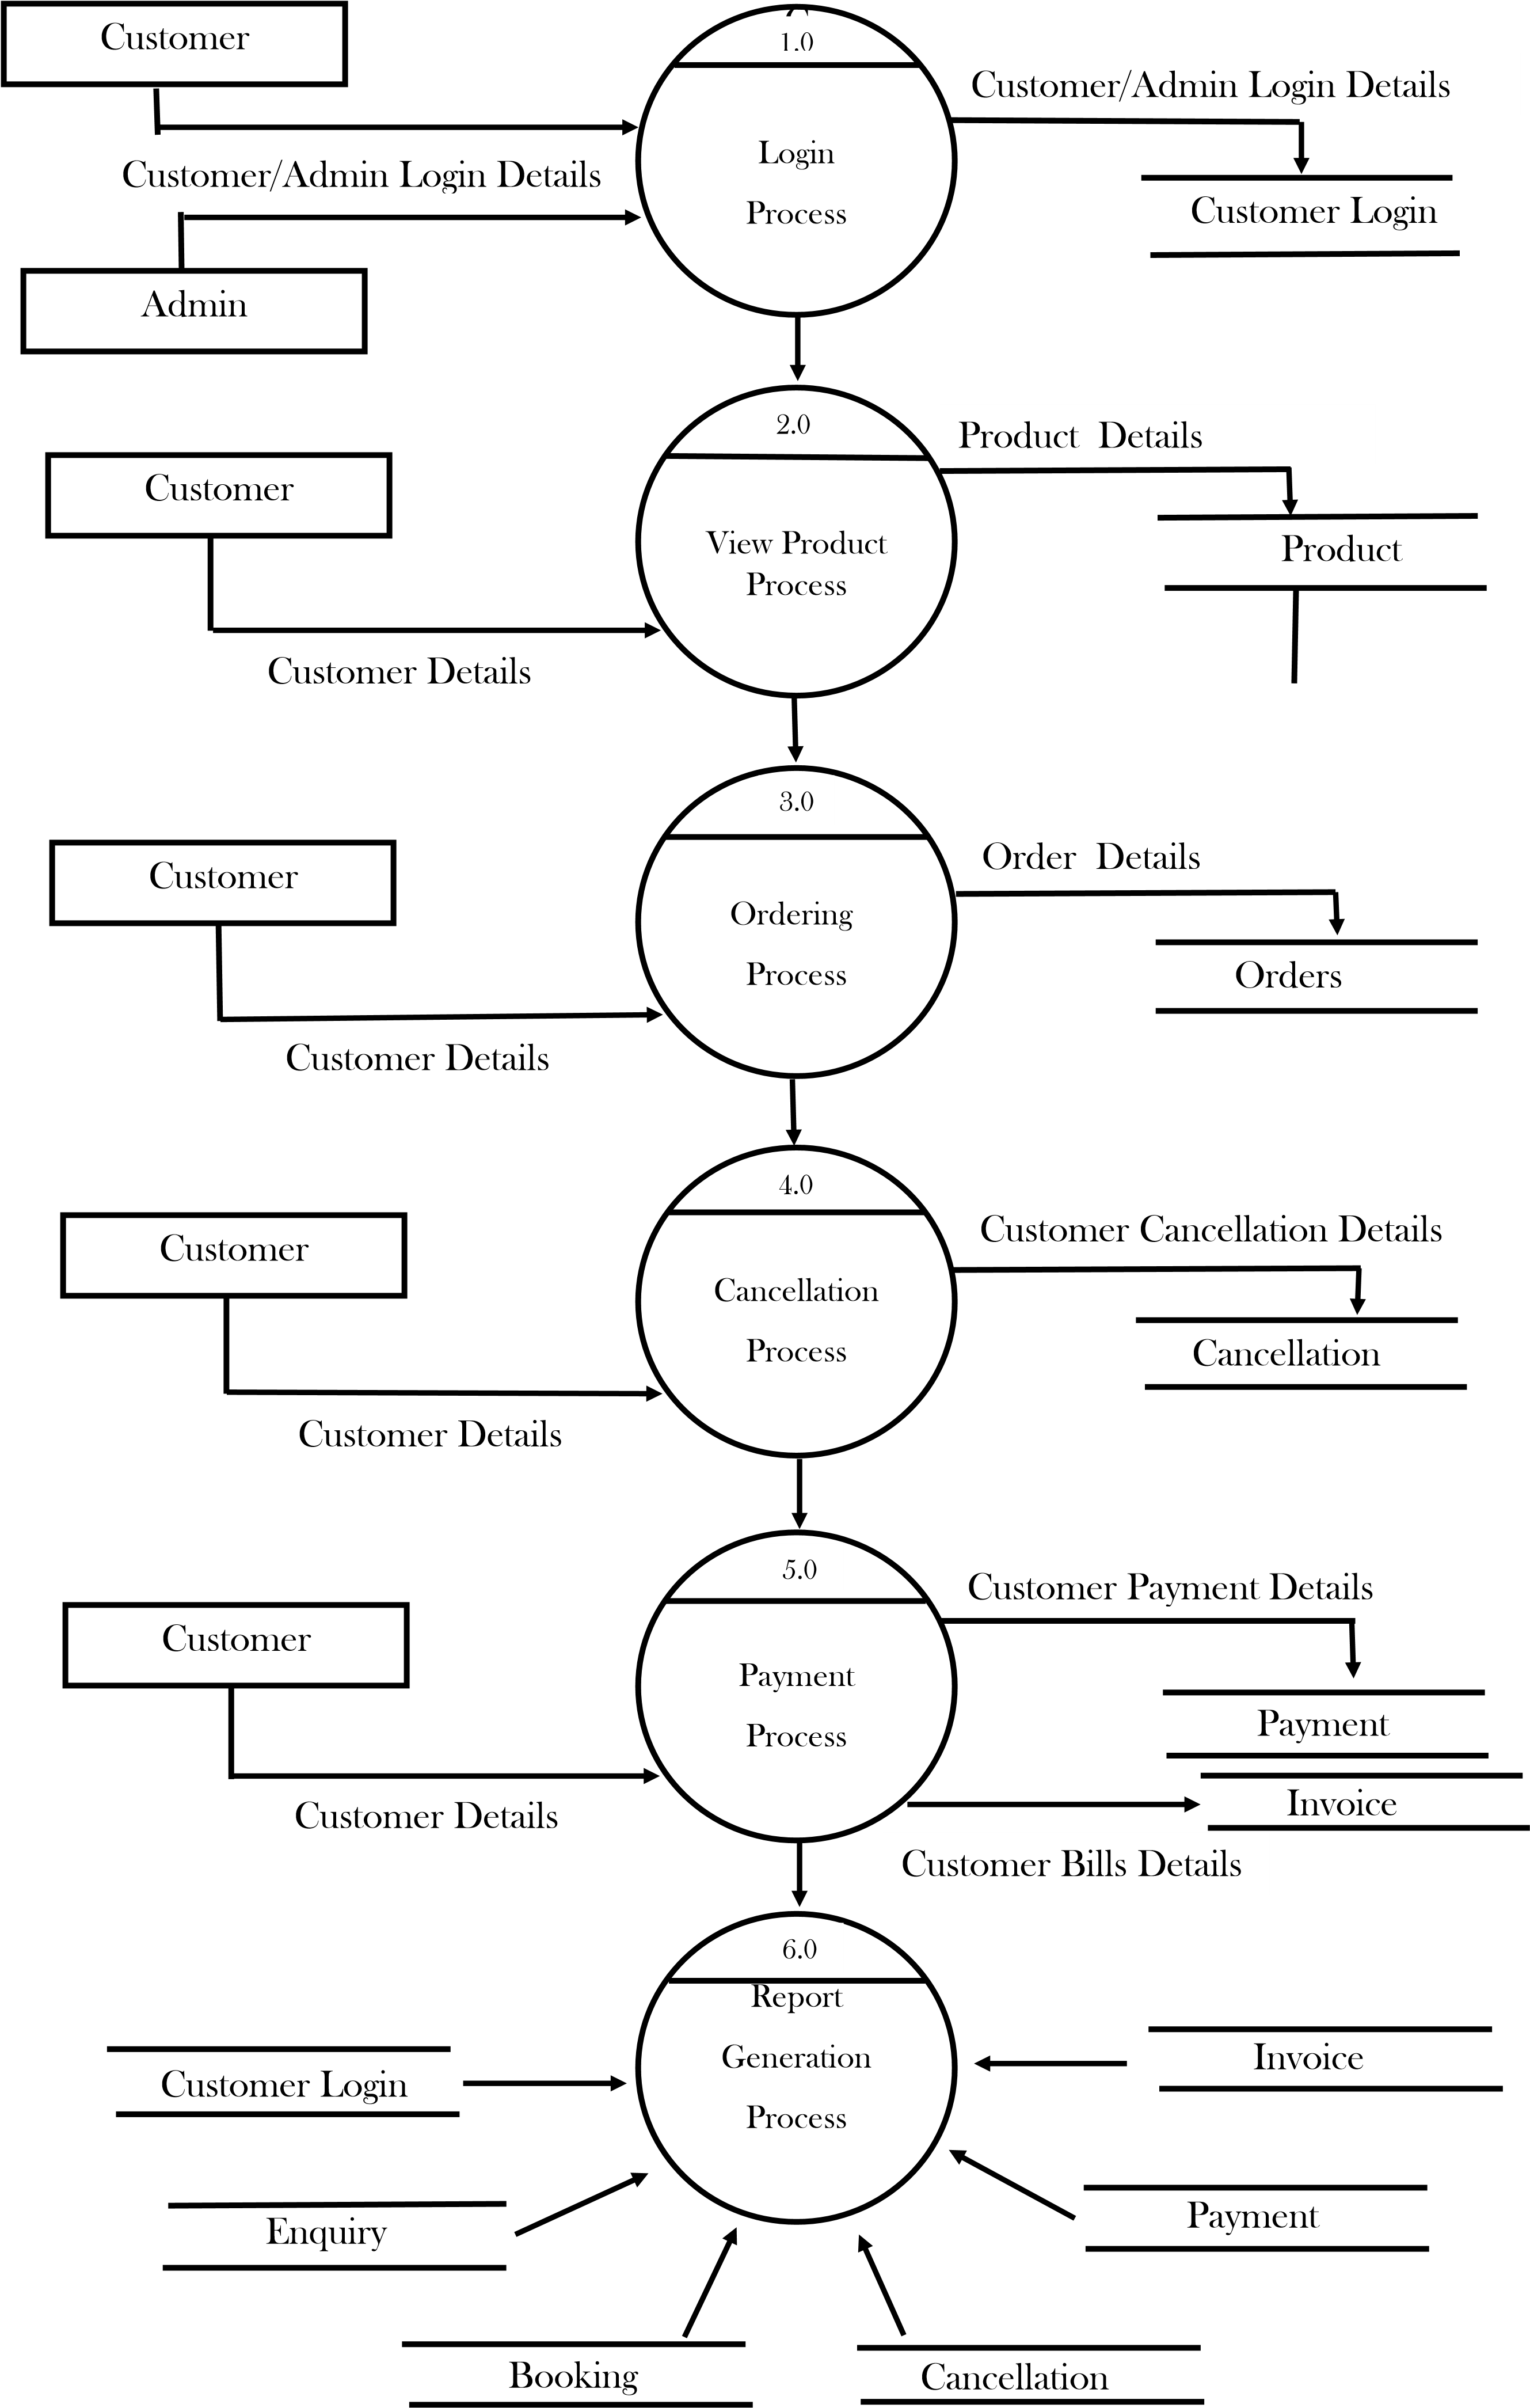 Customer
1.0
Customer/Admin Login Details
Login
Process
Customer/Admin Login Details
Customer Login
Admin
2.0
Product  Details
Customer
View Product
Process
Product
Customer Details
3.0
Order  Details
Customer
Ordering
Process
Orders
Customer Details
4.0
Customer Cancellation Details
Customer
Cancellation
Process
Cancellation
Customer Details
5.0
Customer Payment Details
Customer
Payment
Process
Payment
Invoice
Customer Details
Customer Bills Details
6.0
Report
Generation
Process
Customer Login
Invoice
Enquiry
Payment
Booking
Cancellation